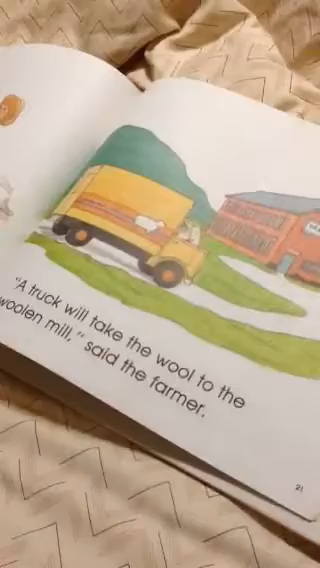 "A truck will take the wool to the
woolen mill," said the farmer.
21